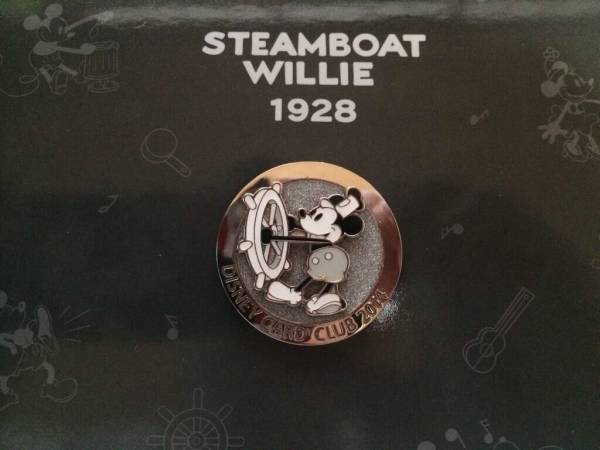 STEAMBOAT
WILLIE
1928
DISNEY CARD CLUB 2014